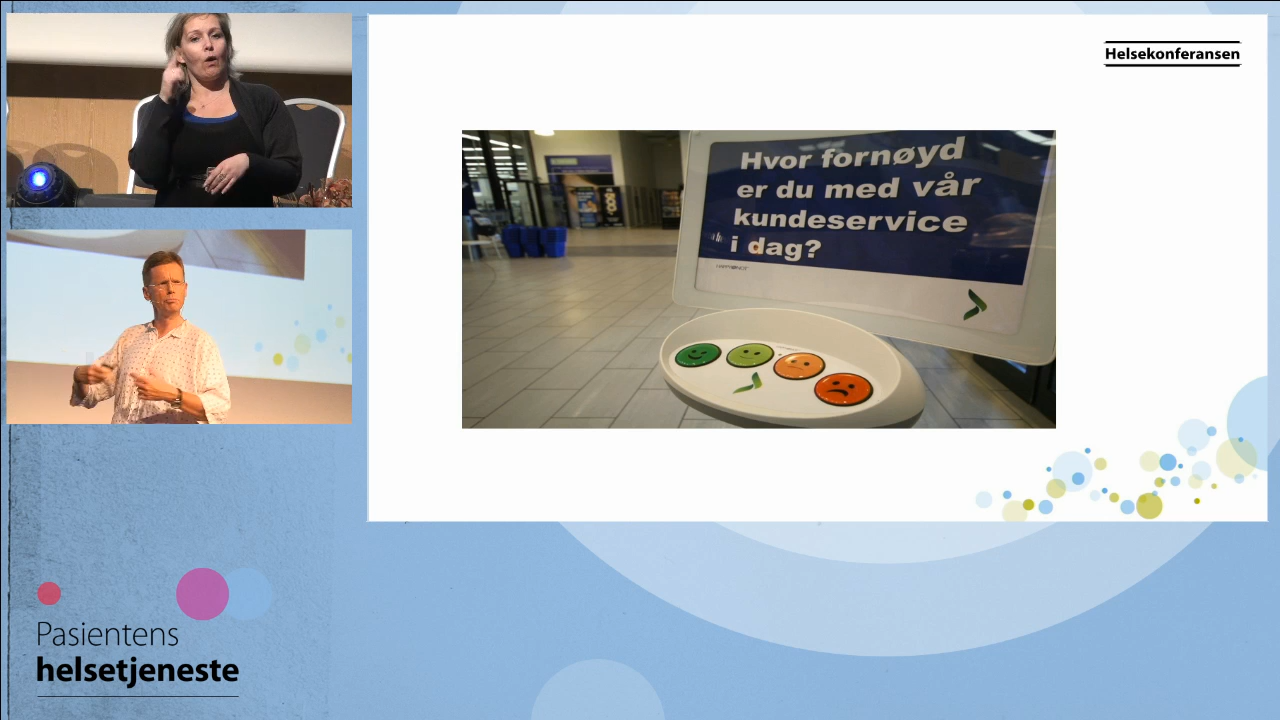 Helsekonferansen
Hvor fornøyd
er du med vår
kundeservice
i dag?
Pasientens
helsetjeneste